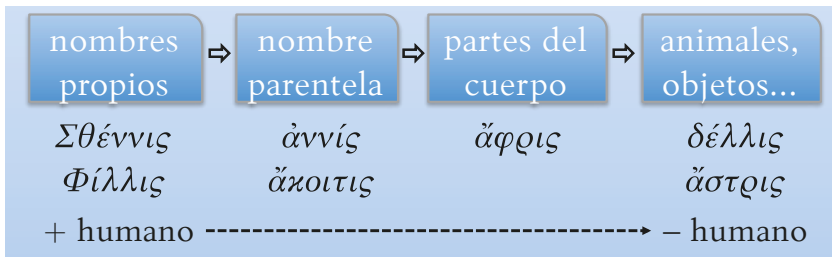 nombres propios ⇨ nombre parentela ⇨ partes del cuerpo ⇨ animales, objetos...
Σθέννις ἀννίς ἄφρις δέλλις
Φίλλις ἄκοιτις ἄστρις
+ humano – humano